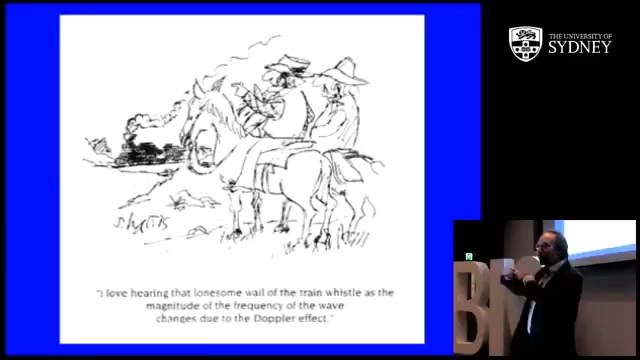 THE UNIVERSITY OF
SYDNEY
"I love hearing that lonesome wail of the train whistle as the
magnitude of the frequency of the wave
changes due to the Doppler effect."